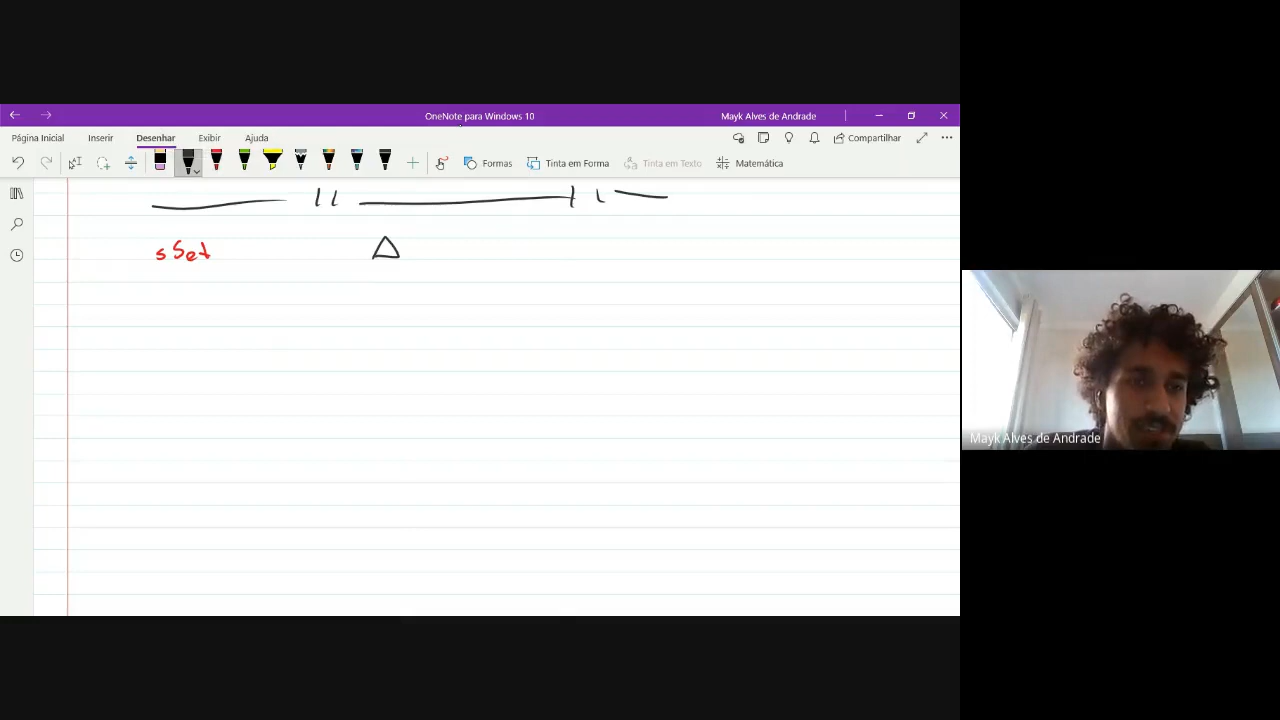 OneNote para Windows 10
Mayk Alves de Andrade
Página Inicial Inserir Desenhar Exibir Ajuda
Compartilhar
Formas Tinta em Forma Tinta em Texto Matemática
sSet Δ
Mayk Alves de Andrade